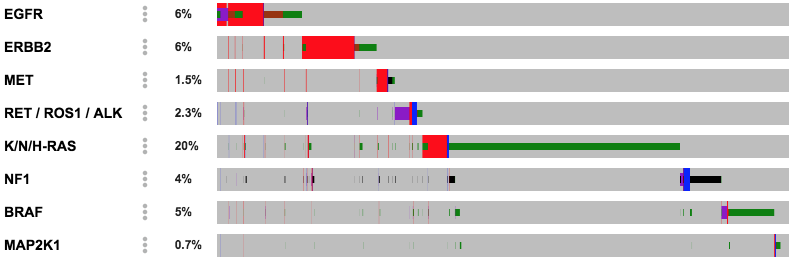 EGFR 6%
ERBB2 6%
MET 1.5%
RET / ROS1 / ALK 2.3%
K/N/H-RAS 20%
NF1 4%
BRAF 5%
MAP2K1 0.7%